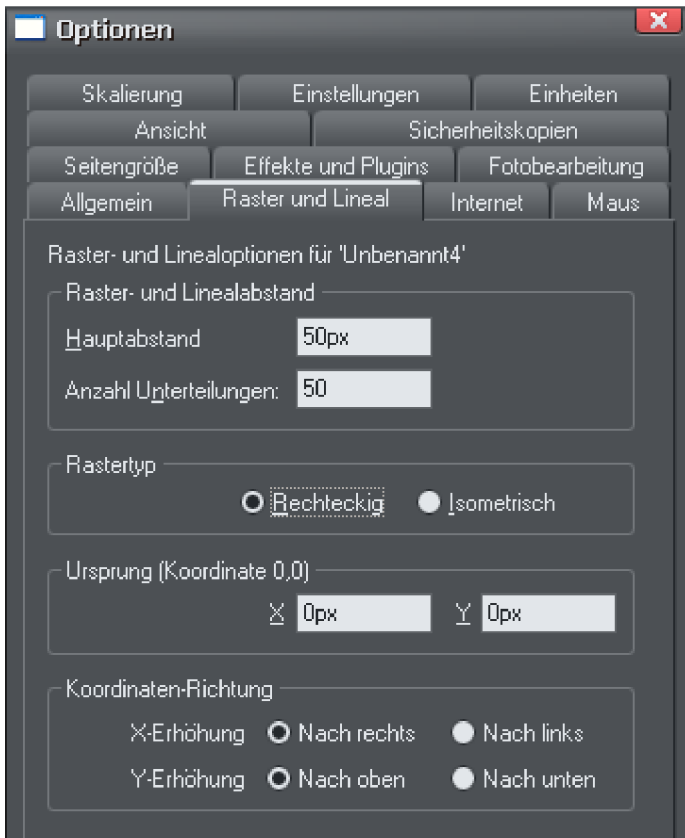 Optionen
Skalierung Einstellungen Einheiten
Ansicht Sicherheitskopien
Seitengröße Effekte und Plugins Fotobearbeitung
Allgemein Raster und Lineal Internet Maus
Raster- und Linealoptionen für 'Unbenannt4'
Raster- und Linealabstand
Hauptabstand 50px
Anzahl Unterteilungen: 50
Rastertyp
Rechteckig Isometrisch
Ursprung (Koordinate 0,0)
X 0px Y 0px
Koordinaten-Richtung
X-Erhöhung Nach rechts Nach links
Y-Erhöhung Nach oben Nach unten